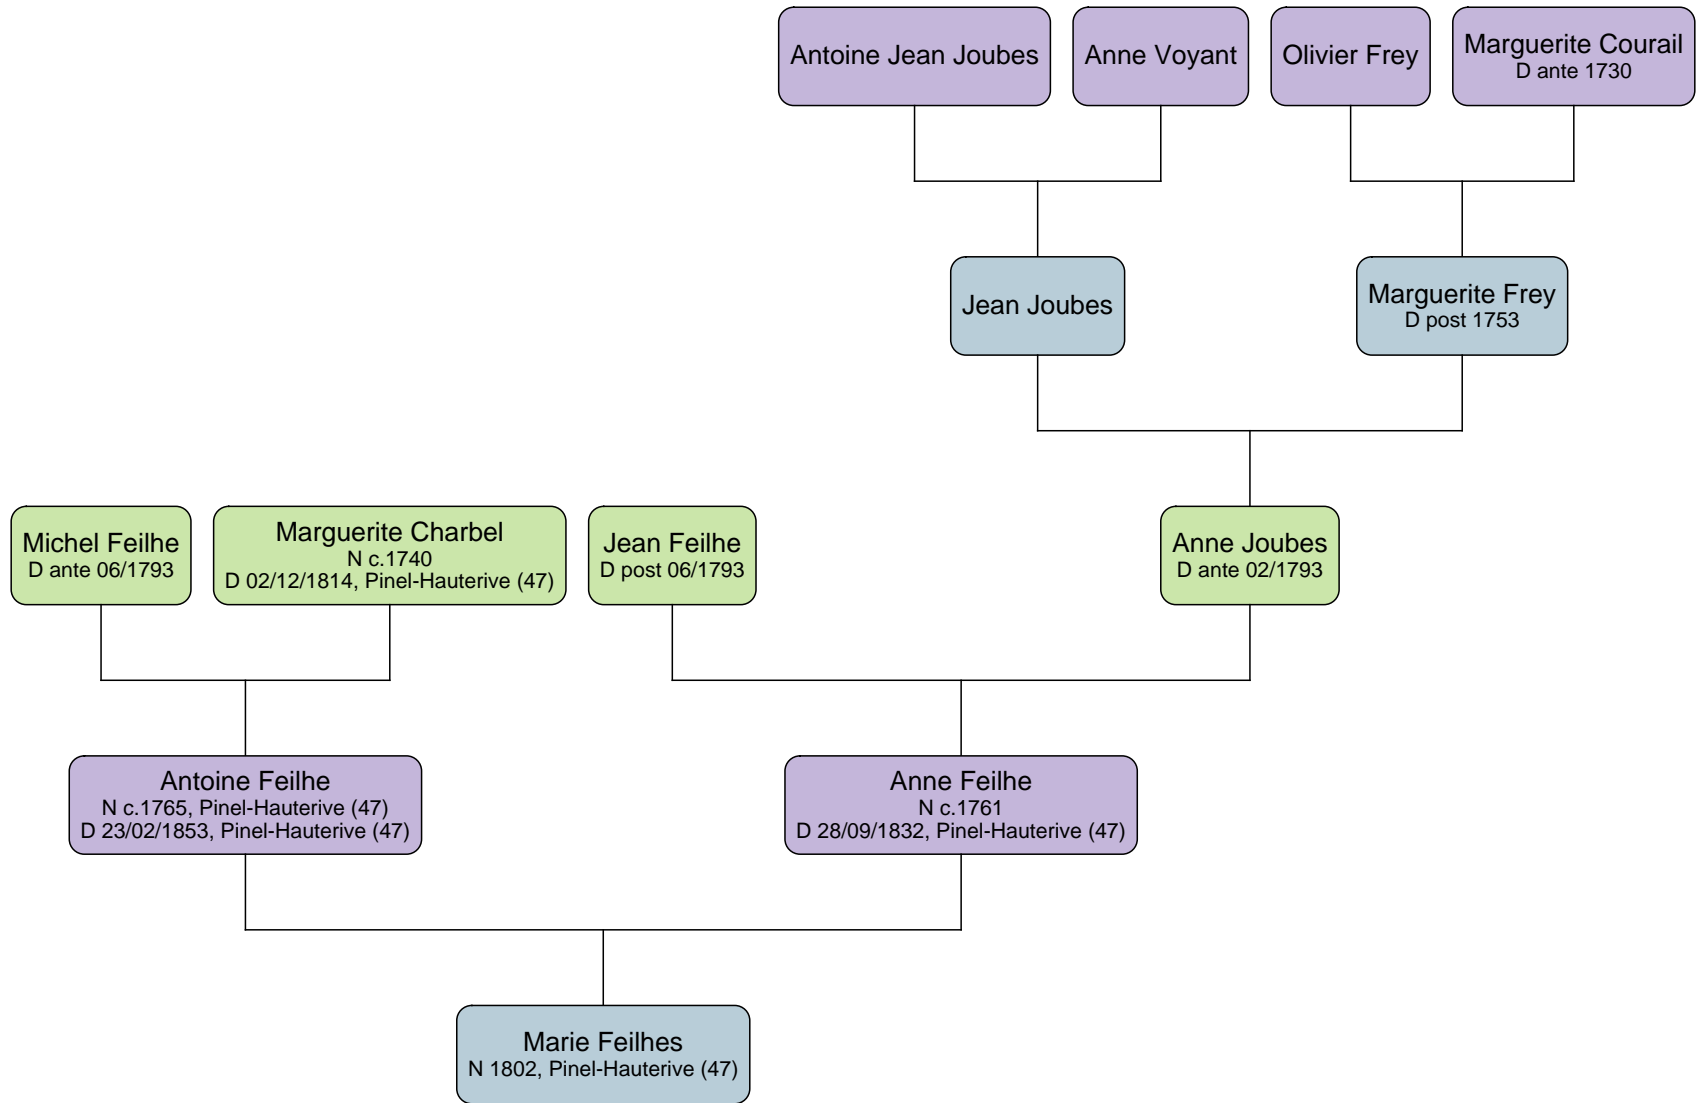 Antoine Jean Joubes
Anne Voyant
Olivier Frey
Marguerite Courail
D ante 1730
Jean Joubes
Marguerite Frey
D post 1753
Michel Feilhe
D ante 06/1793
Marguerite Charbel
N c.1740
D 02/12/1814, Pinel-Hauterive (47)
Jean Feilhe
D post 06/1793
Anne Joubes
D ante 02/1793
Antoine Feilhe
N c.1765, Pinel-Hauterive (47)
D 23/02/1853, Pinel-Hauterive (47)
Anne Feilhe
N c.1761
D 28/09/1832, Pinel-Hauterive (47)
Marie Feilhes
N 1802, Pinel-Hauterive (47)